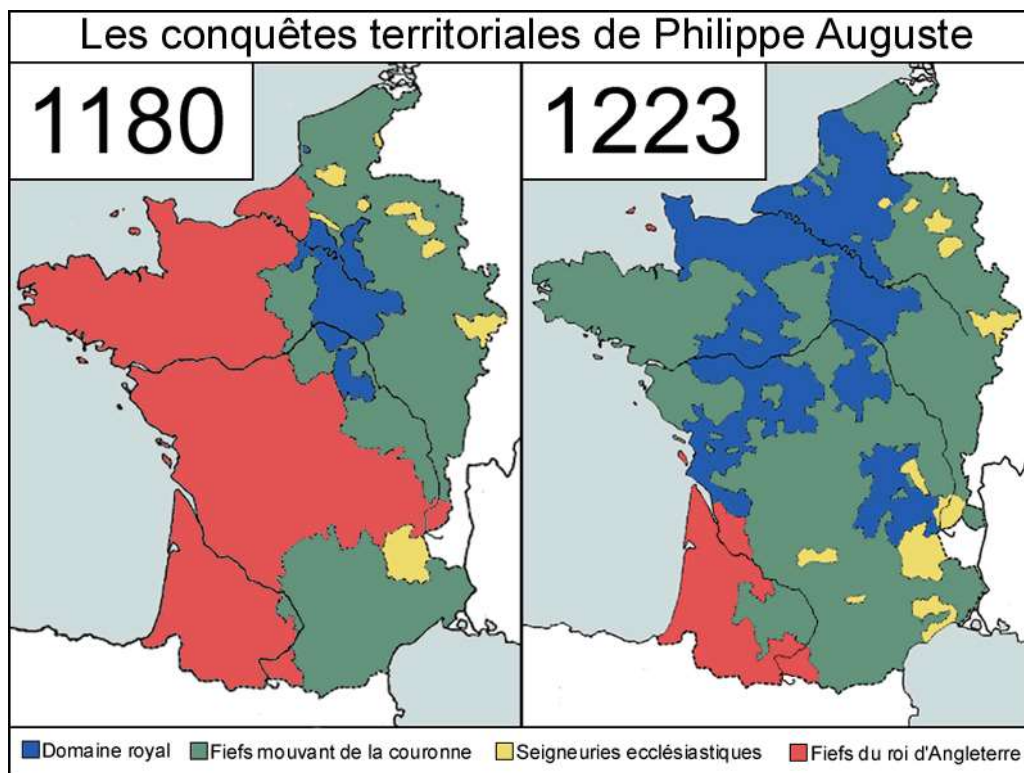 Les conquêtes territoriales de Philippe Auguste
1180
1223
Domaine royal
Fiefs mouvant de la couronne
Seigneuries ecclésiastiques
Fiefs du roi d'Angleterre